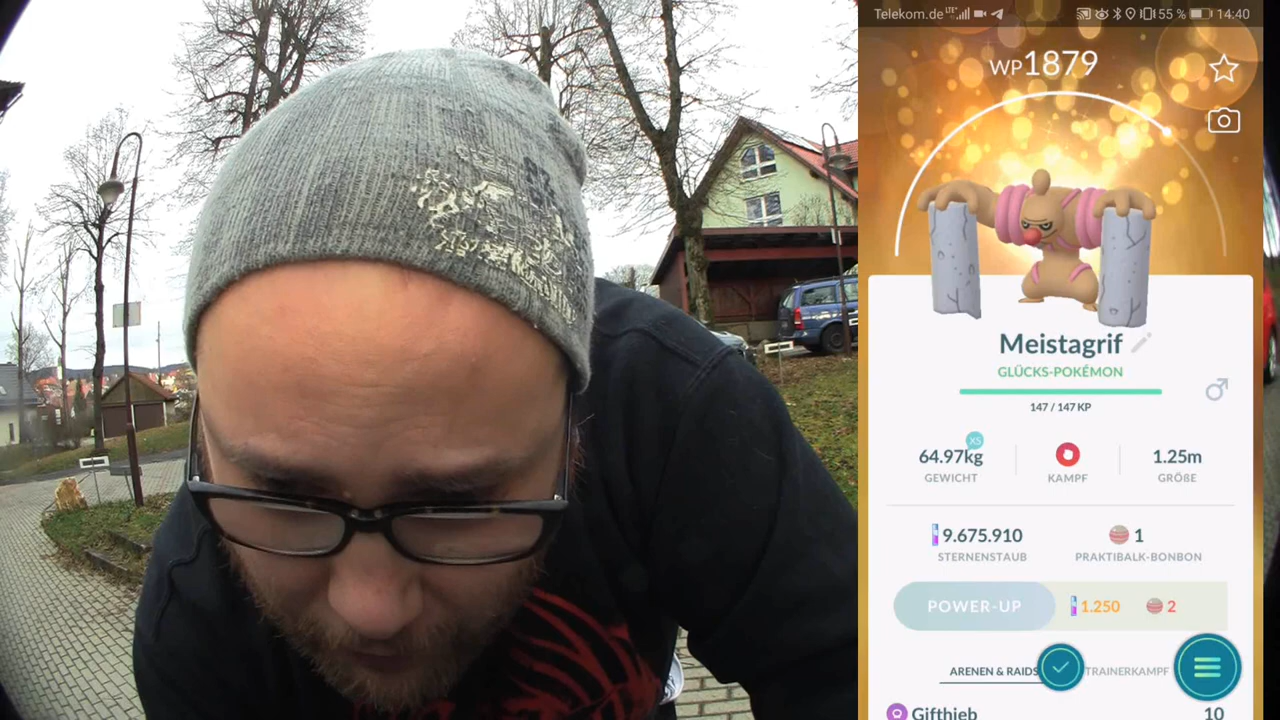 Telekom.de LTE 55 % 14:40
WP1879
Meistagrif
GLÜCKS-POKÉMON
147 / 147 KP
XS
64.97kg
1.25m
GEWICHT
KAMPF
GRÖßE
9.675.910
1
STERNENSTAUB
PRAKTIBALK-BONBON
POWER-UP
1.250
2
ARENEN & RAIDS
TRAINERKAMPF
Gifthieb
10